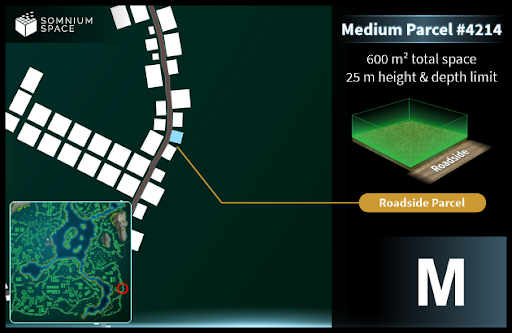 SOMNIUM
SPACE
Medium Parcel #4214
600 m² total space
25 m height & depth limit
Roadside
Roadside Parcel
M